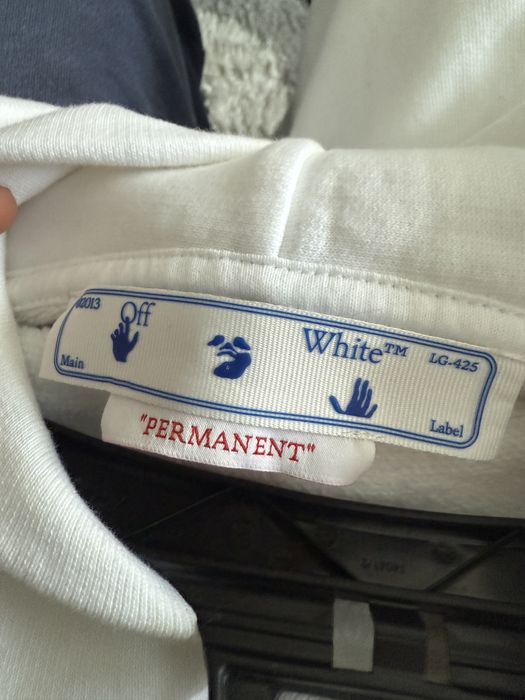 Off
White™
LG-425
Main
Label
"PERMANENT"